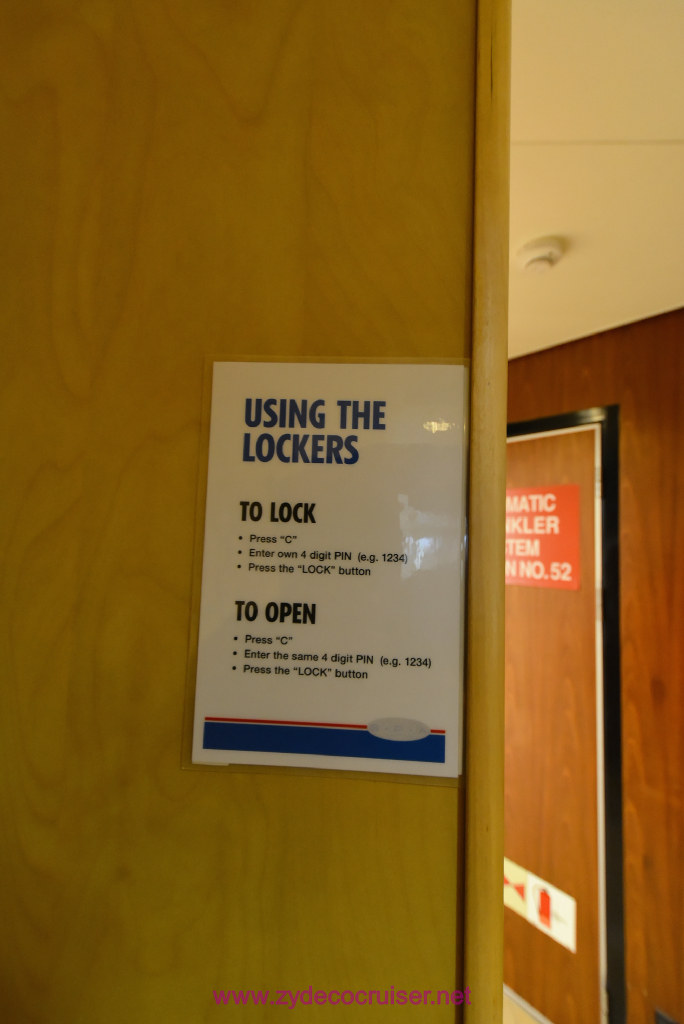 USING THE
LOCKERS
TO LOCK
• Press “C”
• Enter own 4 digit PIN (e.g. 1234)
• Press the “LOCK” button
TO OPEN
• Press “C”
• Enter the same 4 digit PIN (e.g. 1234)
• Press the “LOCK” button
MATIC
NKLER
TEM
N NO. 52
www.zydecocruiser.net